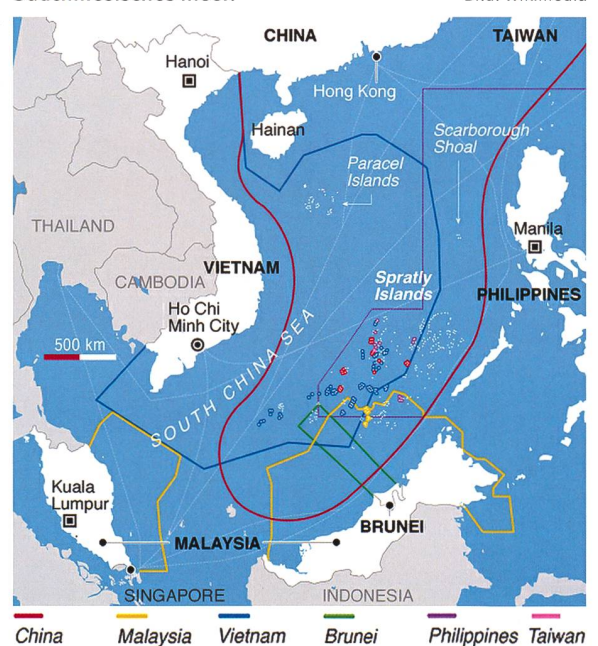 CHINA
TAIWAN
Hanoi
Hong Kong
Hainan
Scarborough
Shoal
Paracel
Islands
THAILAND
Manila
CAMBODIA
VIETNAM
Spratly
Islands
PHILIPPINES
Ho Chi
Minh City
500 km
SOUTH CHINA SEA
Kuala
Lumpur
BRUNEI
MALAYSIA
SINGAPORE
INDONESIA
China
Malaysia
Vietnam
Brunei
Philippines
Taiwan